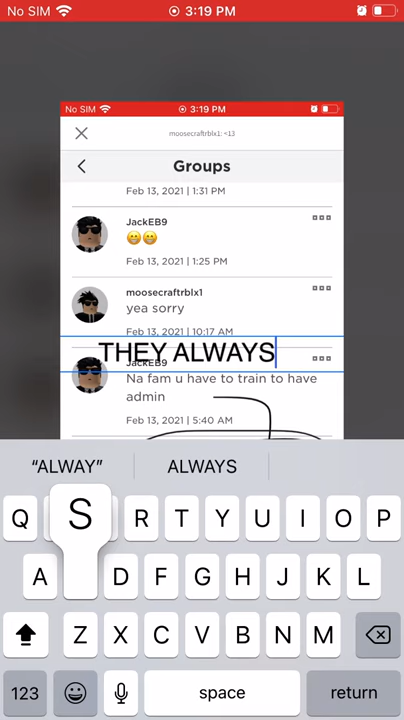 No SIM 3:19 PM
No SIM 3:19 PM
moosecraftrblx1: <13
Groups
Feb 13, 2021 | 1:31 PM
JackEB9
😁😁
Feb 13, 2021 | 1:25 PM
moosecraftrblx1
yea sorry
Feb 13, 2021 | 10:17 AM
THEY ALWAYS
JackEB9
Na fam u have to train to have
admin
Feb 13, 2021 | 5:40 AM
“ALWAY” ALWAYS
Q S R T Y U I O P
A D F G H J K L
Z X C V B N M
123 space return